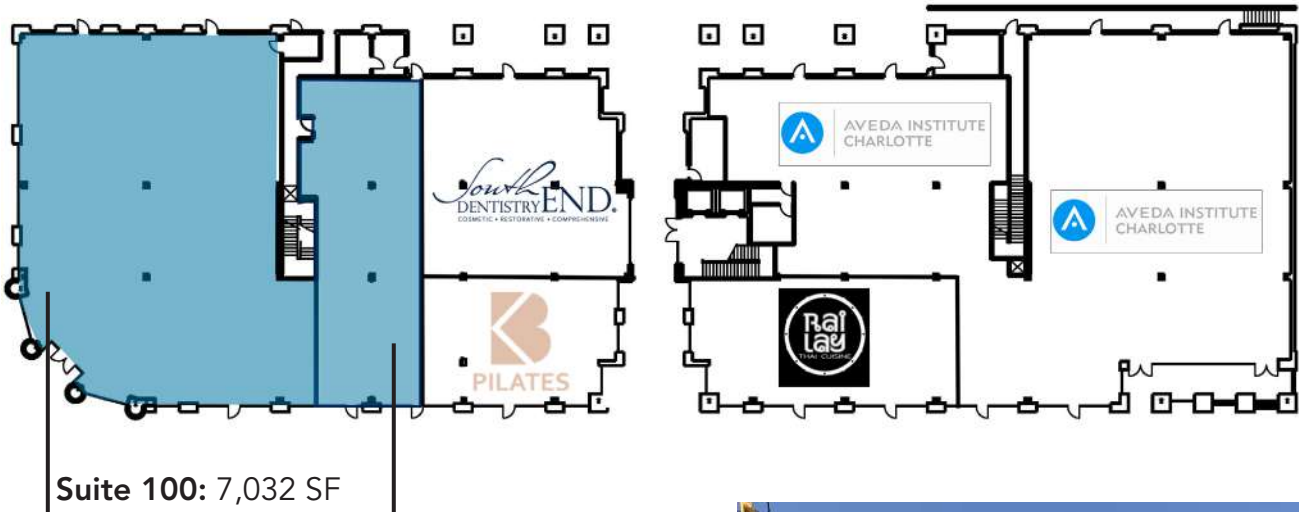 AVEDA INSTITUTE
CHARLOTTE
South
DENTISTRY END.
COSMETIC • RESTORATIVE • COMPREHENSIVE
AVEDA INSTITUTE
CHARLOTTE
Rai
Lay
THAI CUISINE
KB
PILATES
Suite 100: 7,032 SF